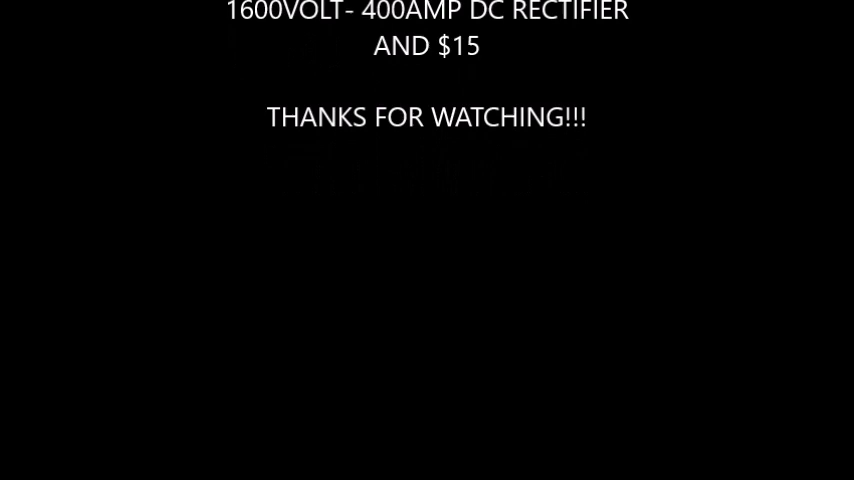 1600VOLT- 400AMP DC RECTIFIER
AND $15
THANKS FOR WATCHING!!!